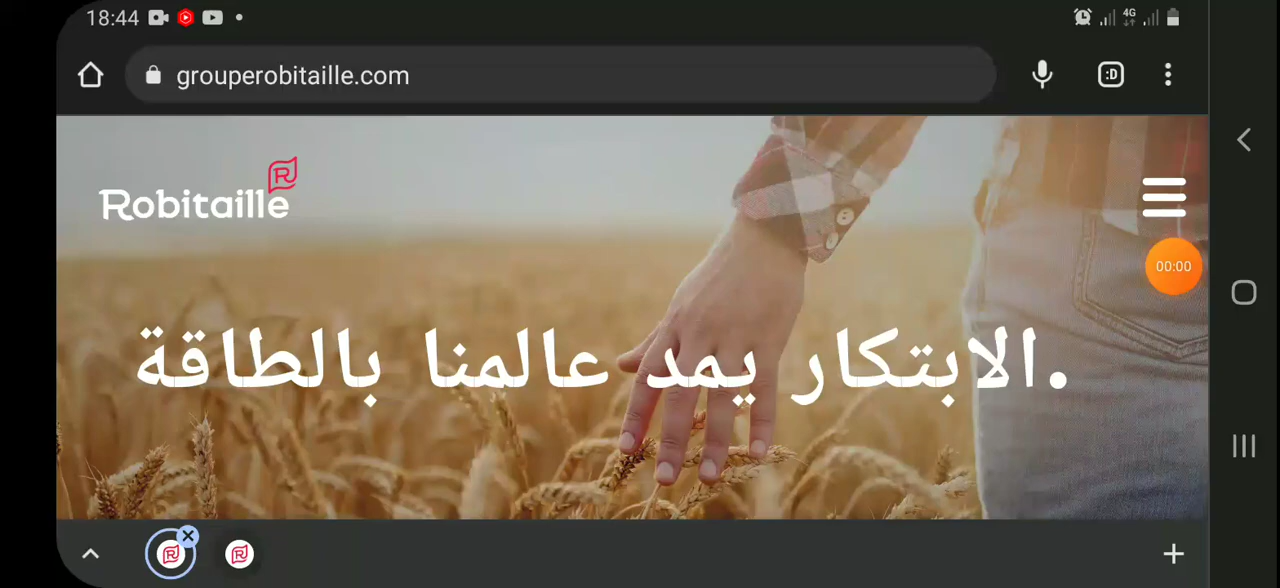 18:44
4G
grouperobitaille.com
:D
R
Robitaille
00:00
الابتكار يمد عالمنا بالطاقة.
R
R